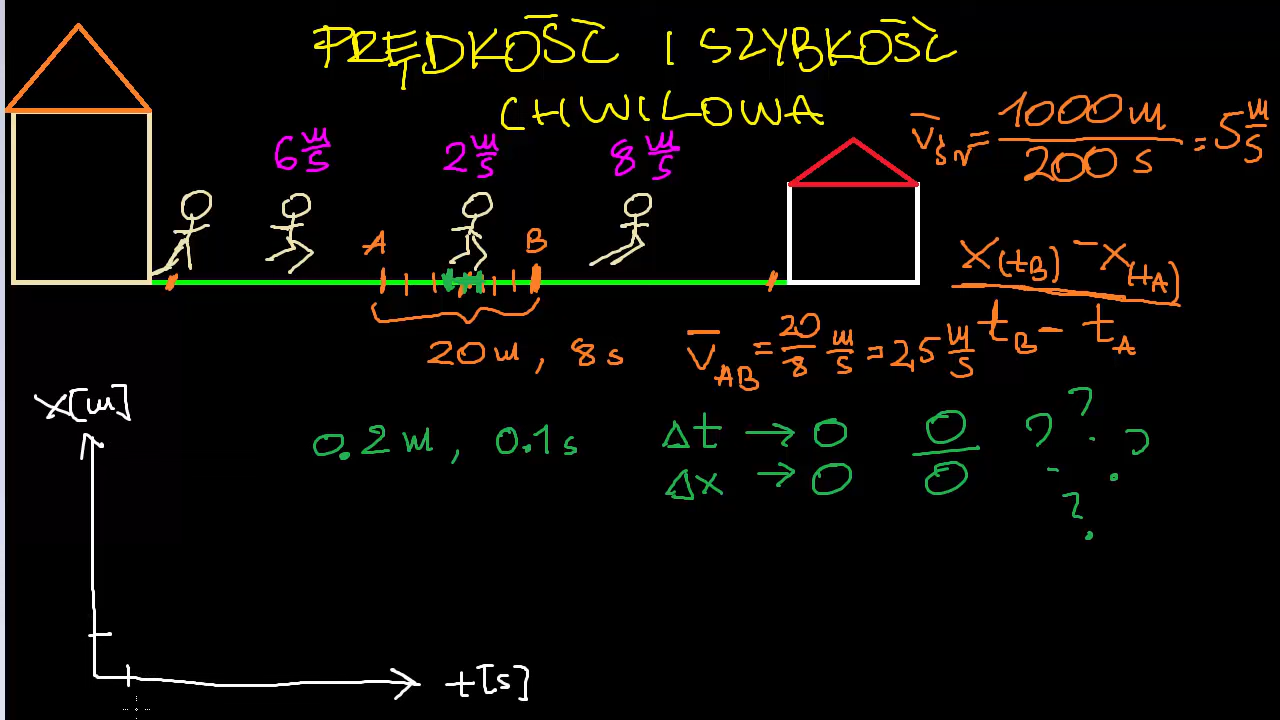 PRĘDKOŚĆ I SZYBKOŚĆ
CHWILOWA
6 m/s
2 m/s
8 m/s
v̅śr = 1000 m / 200 s = 5 m/s
A
B
x(tB) - x(tA) / tB - tA
20 m, 8 s
v̅AB = 20/8 m/s = 2,5 m/s
x[m]
0.2 m, 0.1 s
Δt → 0
Δx → 0
0/0
? ? ? ?
t[s]